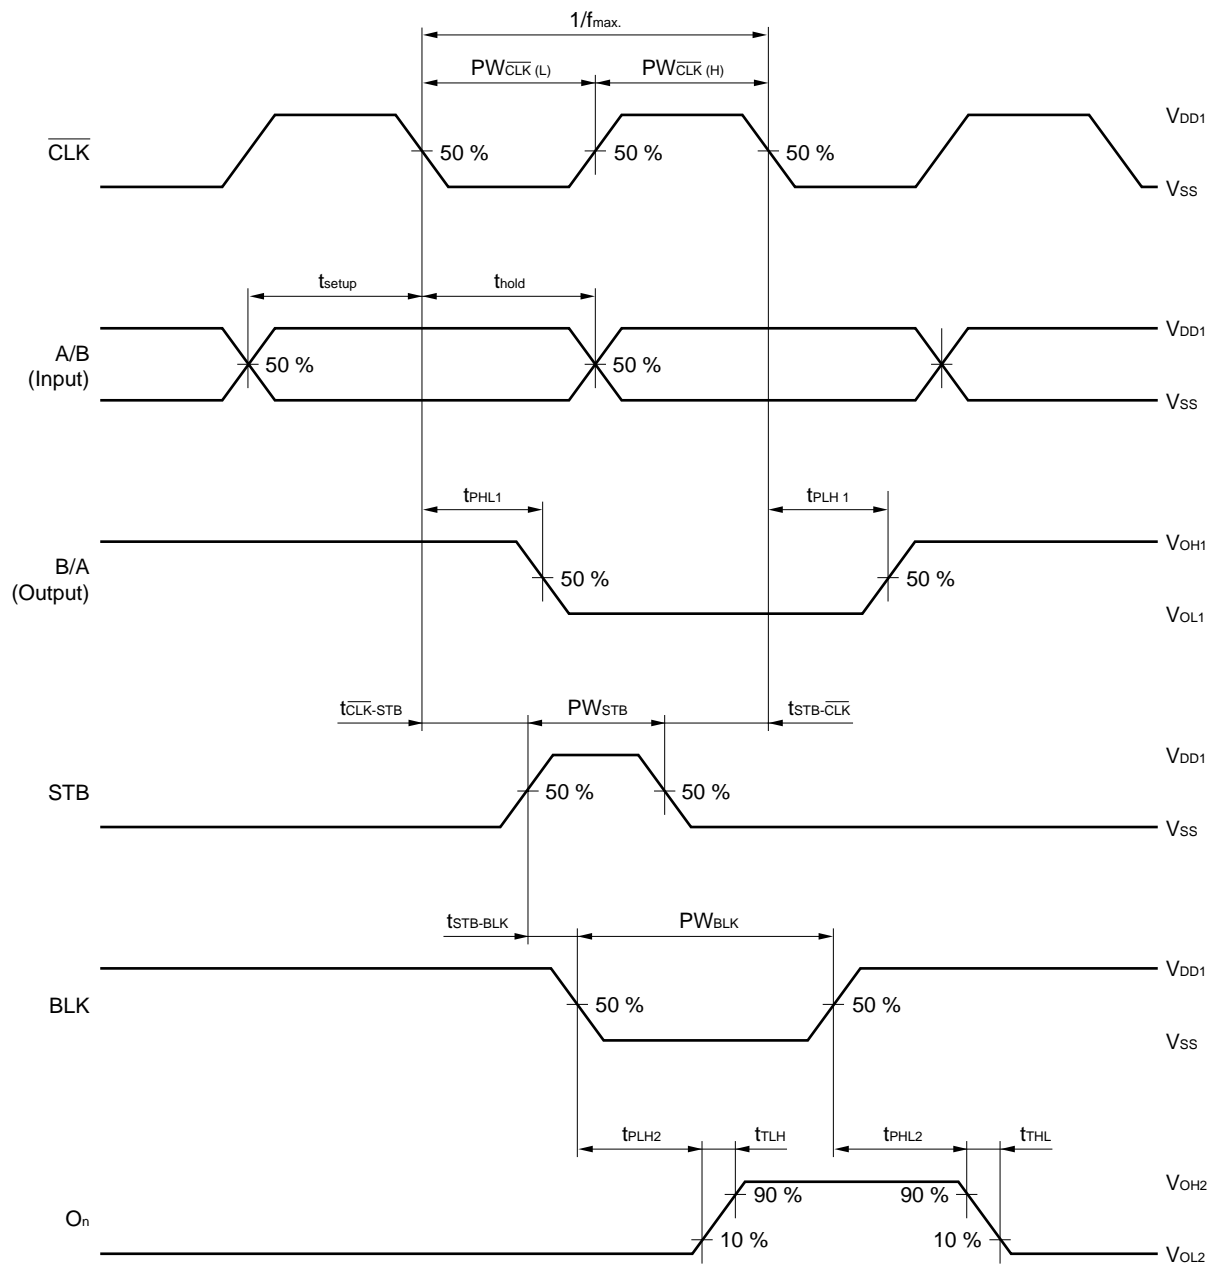 1/fmax.
PWCLK (L)
PWCLK (H)
CLK
VDD1
50 %
50 %
50 %
VSS
tsetup
thold
A/B
(Input)
VDD1
50 %
50 %
VSS
tPHL1
tPLH 1
B/A
(Output)
VOH1
50 %
50 %
VOL1
tCLK-STB
PWSTB
tSTB-CLK
STB
VDD1
50 %
50 %
VSS
tSTB-BLK
PWBLK
BLK
VDD1
50 %
50 %
VSS
tPLH2
tTLH
tPHL2
tTHL
On
VOH2
90 %
90 %
10 %
10 %
VOL2